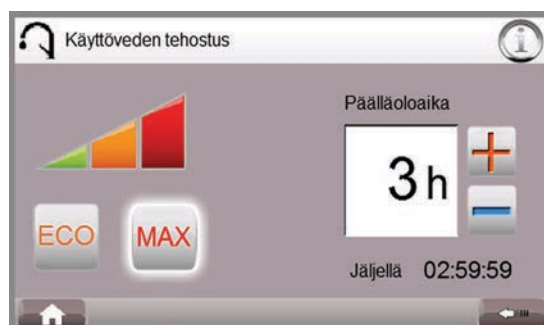 Käyttöveden tehostus
Päälläoloaika
3 h
ECO
MAX
Jäljellä 02:59:59